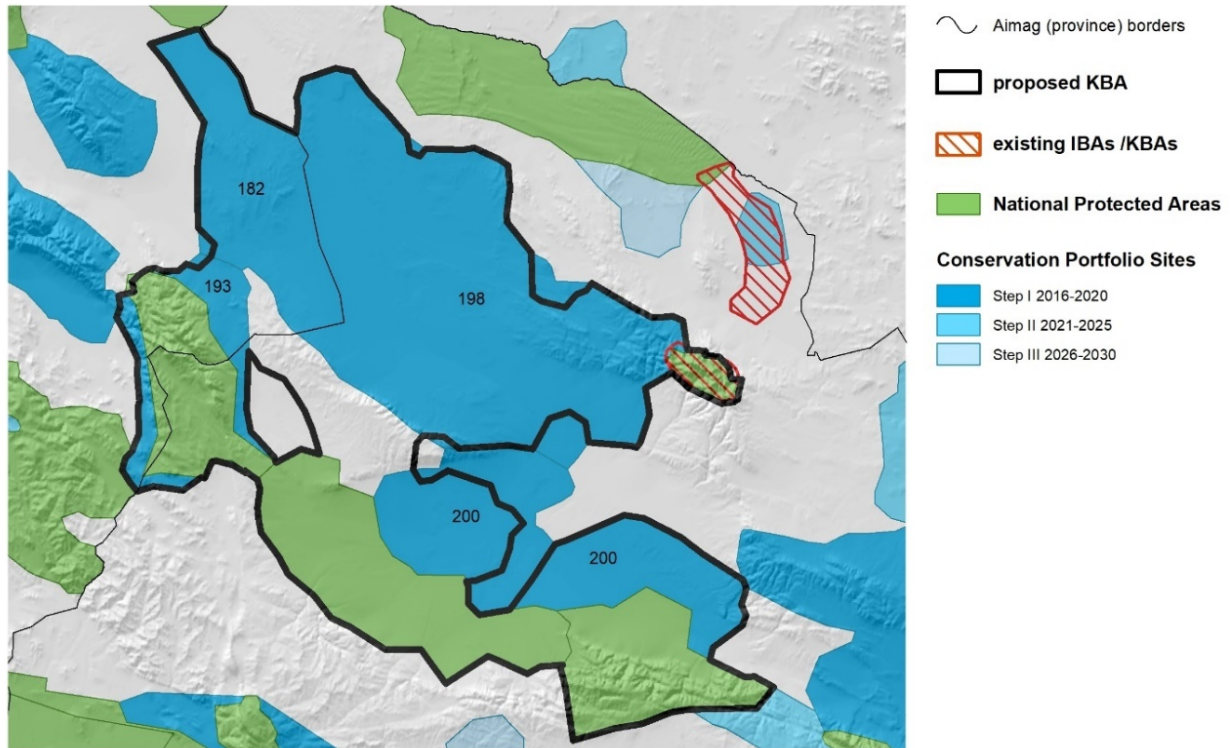 182
193
198
200
200
Aimag (province) borders
proposed KBA
existing IBAs /KBAs
National Protected Areas
Conservation Portfolio Sites
Step I 2016-2020
Step II 2021-2025
Step III 2026-2030